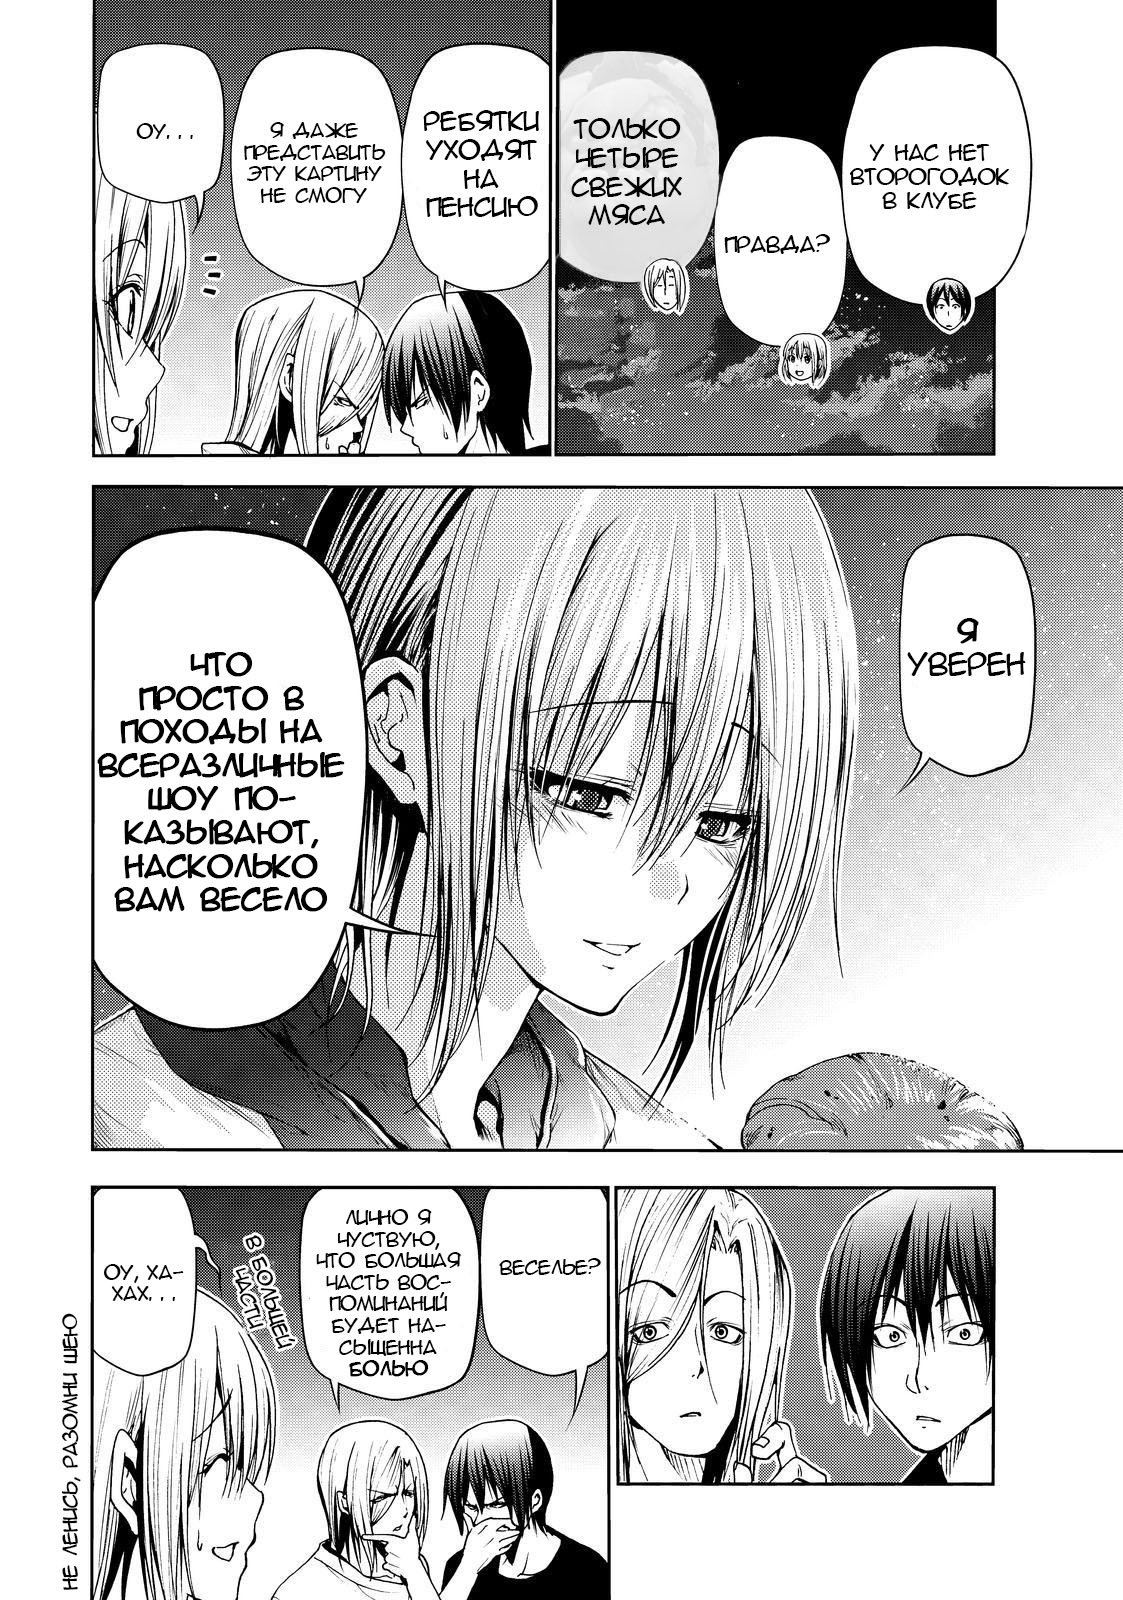 У НАС НЕТ
ВТОРОГОДОК
В КЛУБЕ
ПРАВДА?
ТОЛЬКО
ЧЕТЫРЕ
СВЕЖИХ
МЯСА
РЕБЯТКИ
УХОДЯТ
НА
ПЕНСИЮ
Я ДАЖЕ
ПРЕДСТАВИТЬ
ЭТУ КАРТИНУ
НЕ СМОГУ
ОУ...
Я
УВЕРЕН
ЧТО
ПРОСТО В
ПОХОДЫ НА
ВСЕРАЗЛИЧНЫЕ
ШОУ ПО-
КАЗЫВАЮТ,
НАСКОЛЬКО
ВАМ ВЕСЕЛО
ВЕСЕЛЬЕ?
ЛИЧНО Я
ЧУСТВУЮ,
ЧТО БОЛЬШАЯ
ЧАСТЬ ВОС-
ПОМИНАНИЙ
БУДЕТ НА-
СЫЩЕННА
БОЛЬЮ
В БОЛЬШЕЙ
ЧАСТИ
ОУ, ХА-
ХАХ...
НЕ ЛЕНИСЬ, РАЗОМНИ ШЕЮ